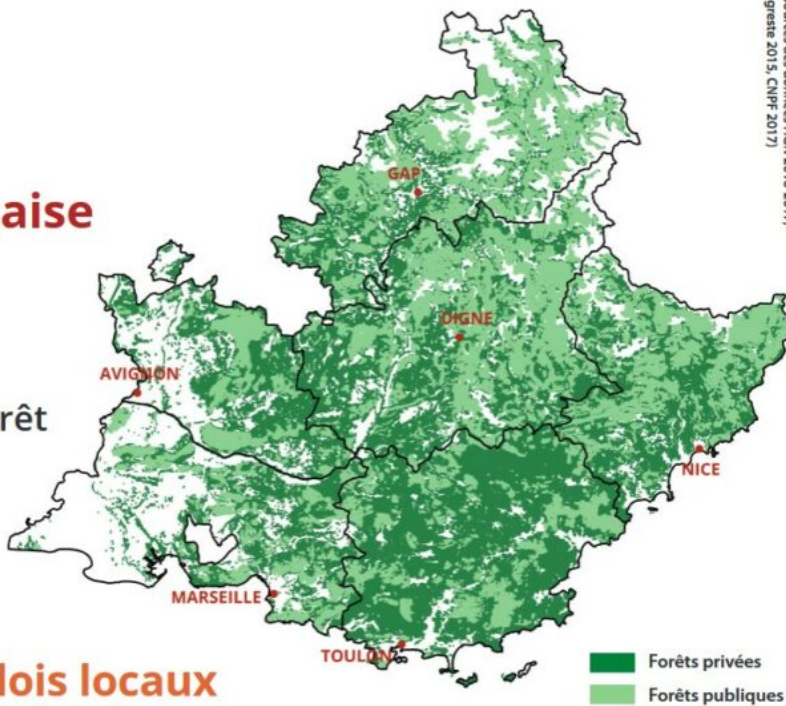 greste 2015, CNPF 2017)
aise
rêt
lois locaux
GAP
DIGNE
AVIGNON
NICE
MARSEILLE
TOULON
Forêts privées
Forêts publiques